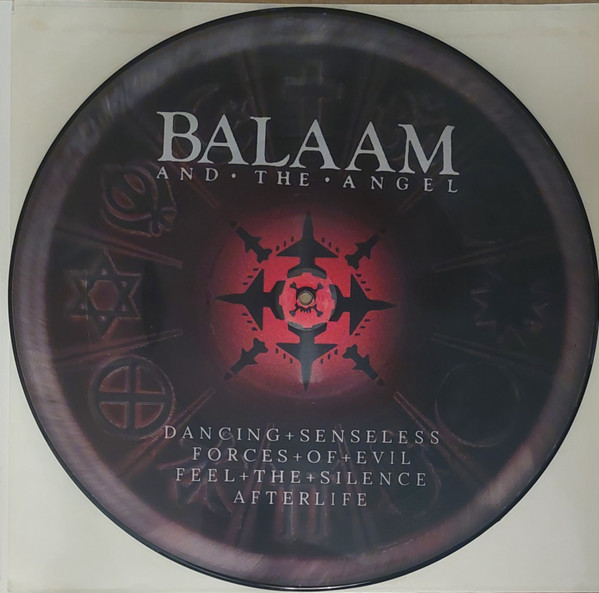 BALAAM
AND • THE • ANGEL
DANCING+SENSELESS
FORCES+OF+EVIL
FEEL+THE+SILENCE
AFTERLIFE